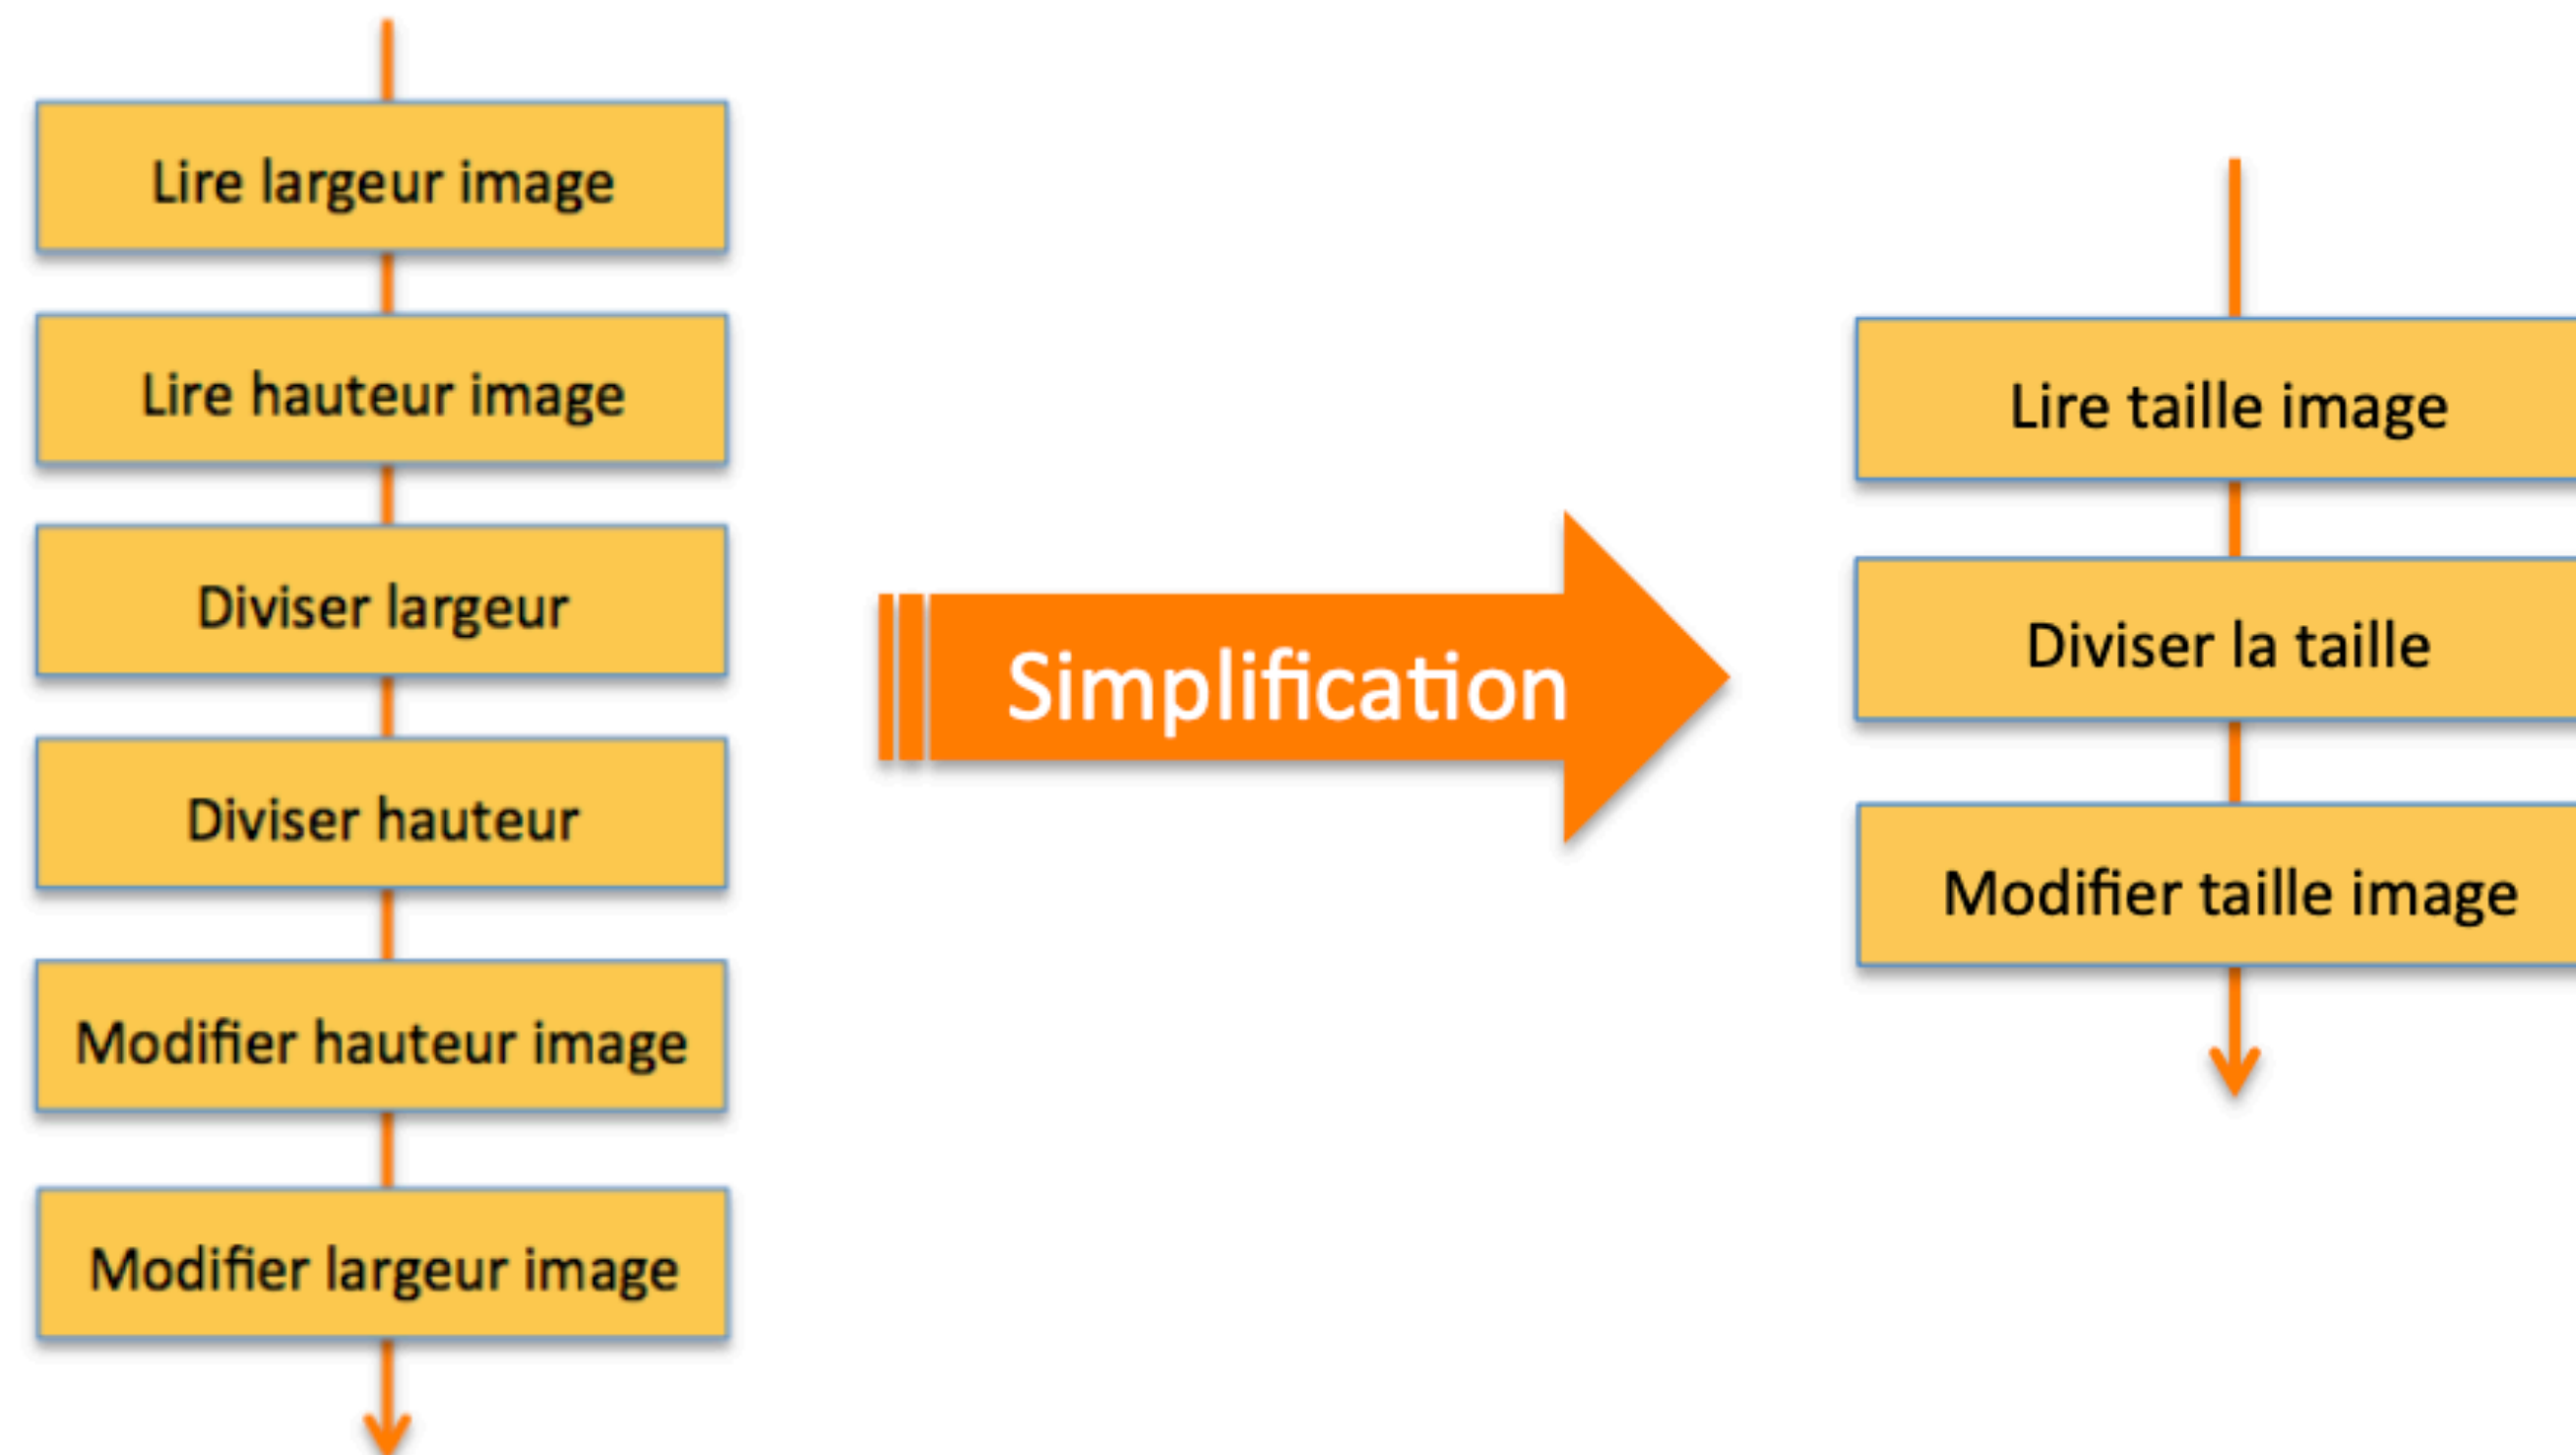 Lire largeur image
Lire hauteur image
Diviser largeur
Diviser hauteur
Modifier hauteur image
Modifier largeur image
Simplification
Lire taille image
Diviser la taille
Modifier taille image